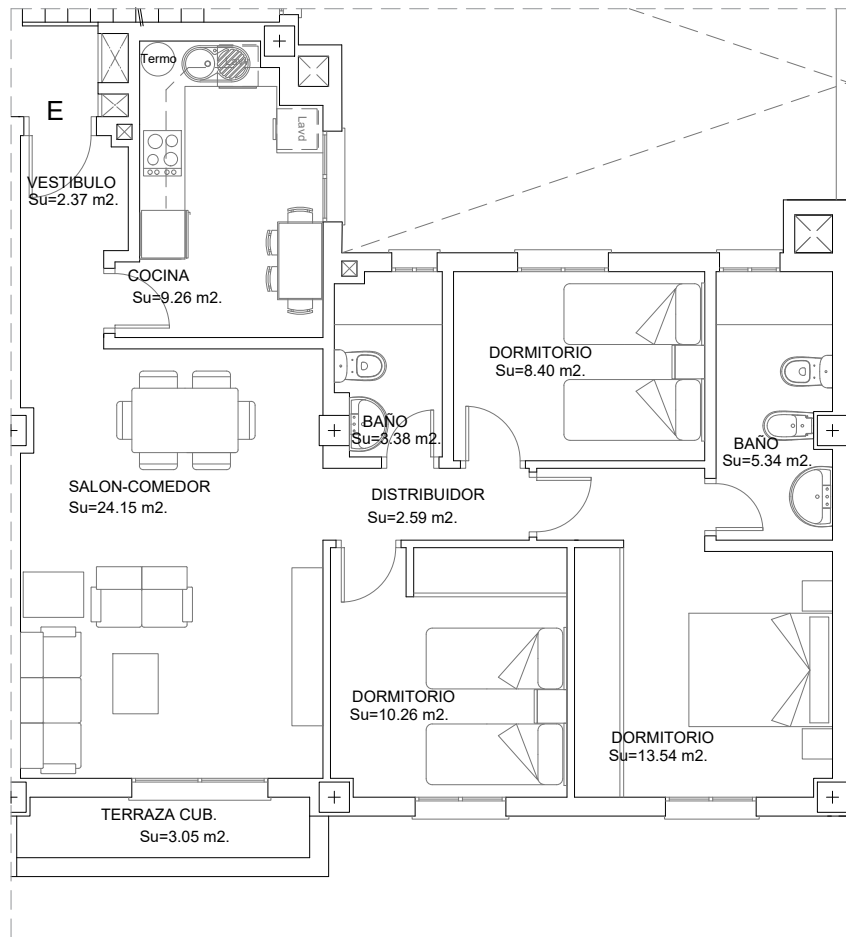 Termo
Lavd
E
VESTIBULO
Su=2.37 m2.
COCINA
Su=9.26 m2.
DORMITORIO
Su=8.40 m2.
BAÑO
Su=3.38 m2.
BAÑO
Su=5.34 m2.
SALON-COMEDOR
Su=24.15 m2.
DISTRIBUIDOR
Su=2.59 m2.
DORMITORIO
Su=10.26 m2.
DORMITORIO
Su=13.54 m2.
TERRAZA CUB.
Su=3.05 m2.